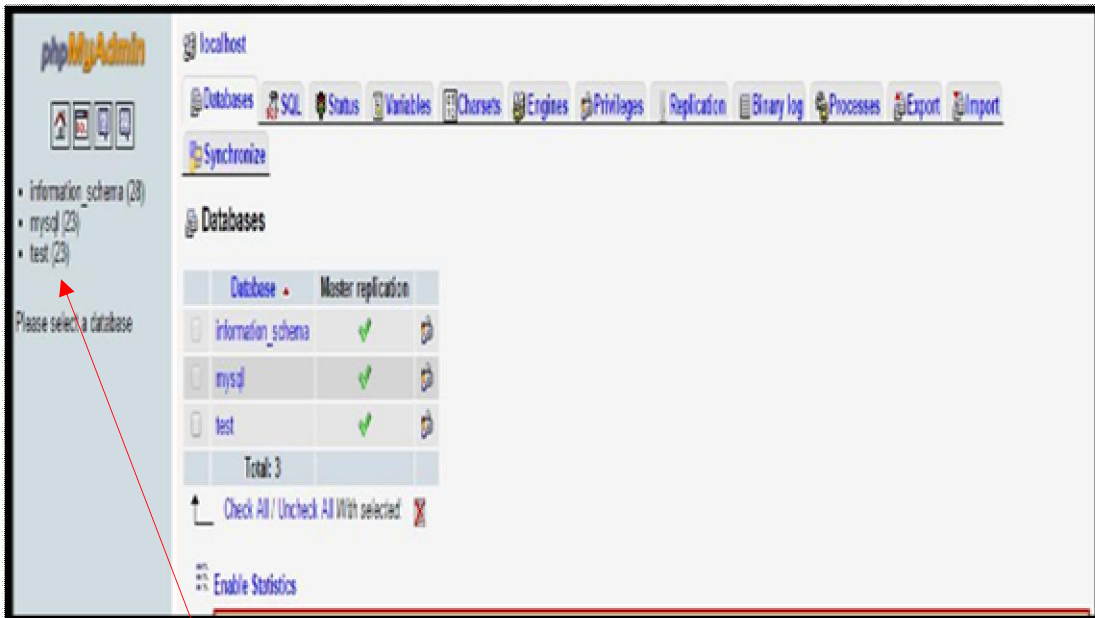 phpMyAdmin
information_schema (28)
mysql (23)
test (23)
Please select a database
localhost
Databases SQL Status Variables Charsets Engines Privileges Replication Binary log Processes Export Import
Synchronize
Databases
Database Master replication
information_schema
mysql
test
Total: 3
Check All / Uncheck All With selected:
Enable Statistics